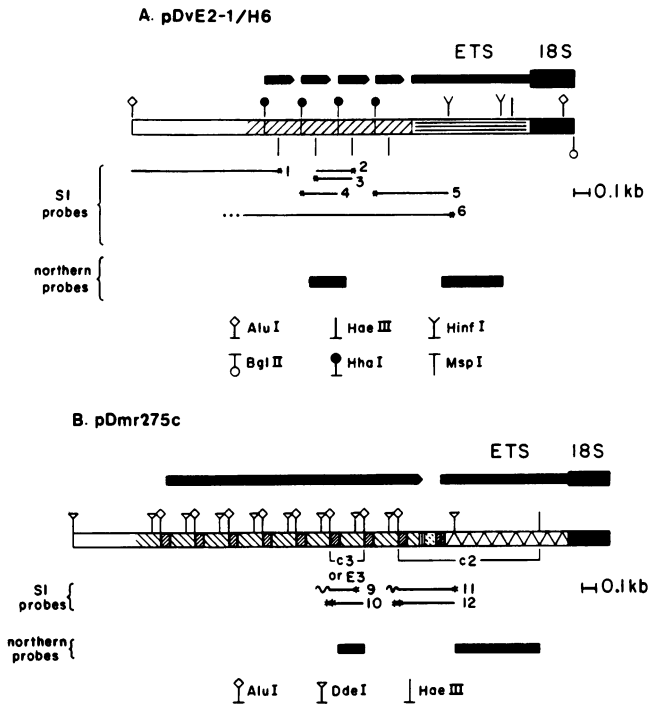 A. pDvE2-1/H6
ETS 18S
1 2
3
4 5
6
S1
probes
0.1 kb
northern
probes
Alu I Hae III Hinf I
Bgl II Hha I Msp I
B. pDmr275c
ETS 18S
c3 c2
or E3
S1
probes
9 11
10 12
0.1 kb
northern
probes
Alu I Dde I Hae III